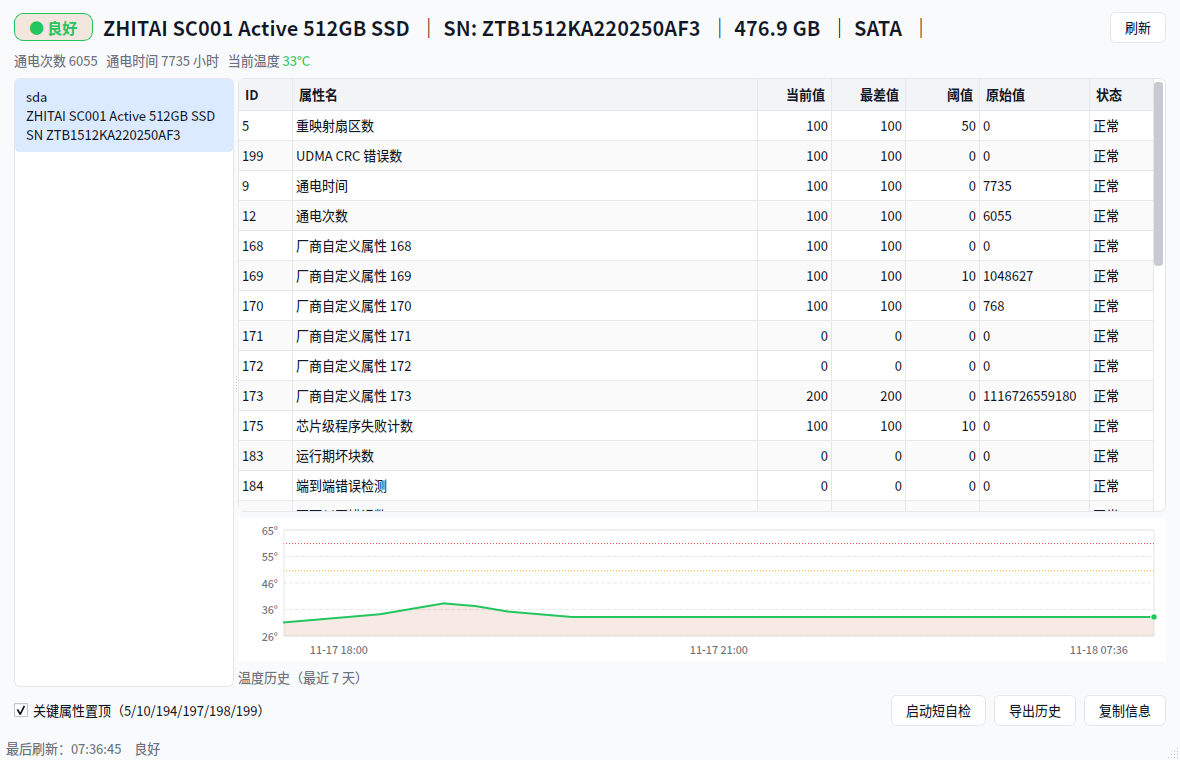 良好 ZHITAI SC001 Active 512GB SSD | SN: ZTB1512KA220250AF3 | 476.9 GB | SATA | 刷新
通电次数 6055 通电时间 7735 小时 当前温度 33°C
sda
ZHITAI SC001 Active 512GB SSD
SN ZTB1512KA220250AF3
ID 属性名 当前值 最差值 阈值 原始值 状态
5 重映射扇区数 100 100 50 0 正常
199 UDMA CRC 错误数 100 100 0 0 正常
9 通电时间 100 100 0 7735 正常
12 通电次数 100 100 0 6055 正常
168 厂商自定义属性 168 100 100 0 0 正常
169 厂商自定义属性 169 100 100 10 1048627 正常
170 厂商自定义属性 170 100 100 0 768 正常
171 厂商自定义属性 171 0 0 0 0 正常
172 厂商自定义属性 172 0 0 0 0 正常
173 厂商自定义属性 173 200 200 0 1116726559180 正常
175 芯片级程序失败计数 100 100 10 0 正常
183 运行期坏块数 0 0 0 0 正常
184 端到端错误检测 0 0 0 0 正常
65°
55°
46°
36°
26°
11-17 18:00 11-17 21:00 11-18 07:36
温度历史（最近 7 天）
关键属性置顶（5/10/194/197/198/199） 启动短自检 导出历史 复制信息
最后刷新：07:36:45 良好